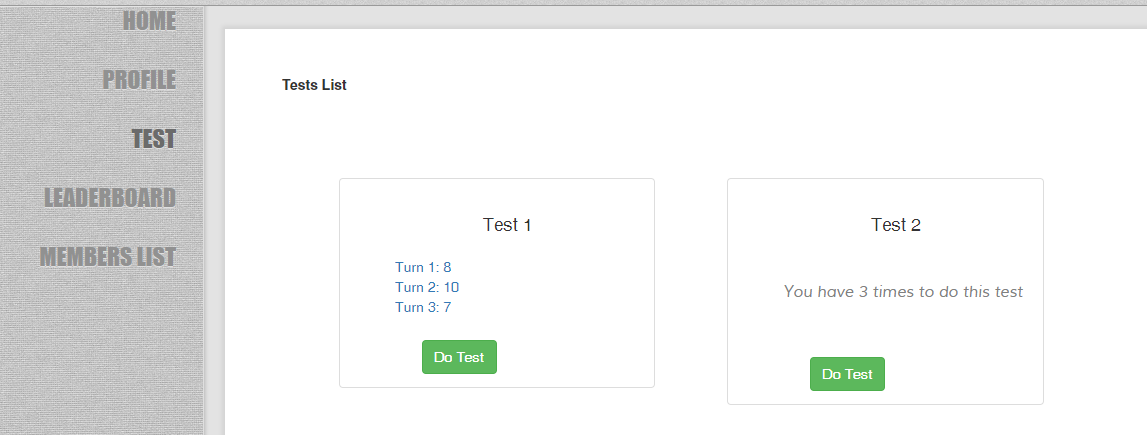 HOME
PROFILE
TEST
LEADERBOARD
MEMBERS LIST
Tests List
Test 1
Turn 1: 8
Turn 2: 10
Turn 3: 7
Do Test
Test 2
You have 3 times to do this test
Do Test